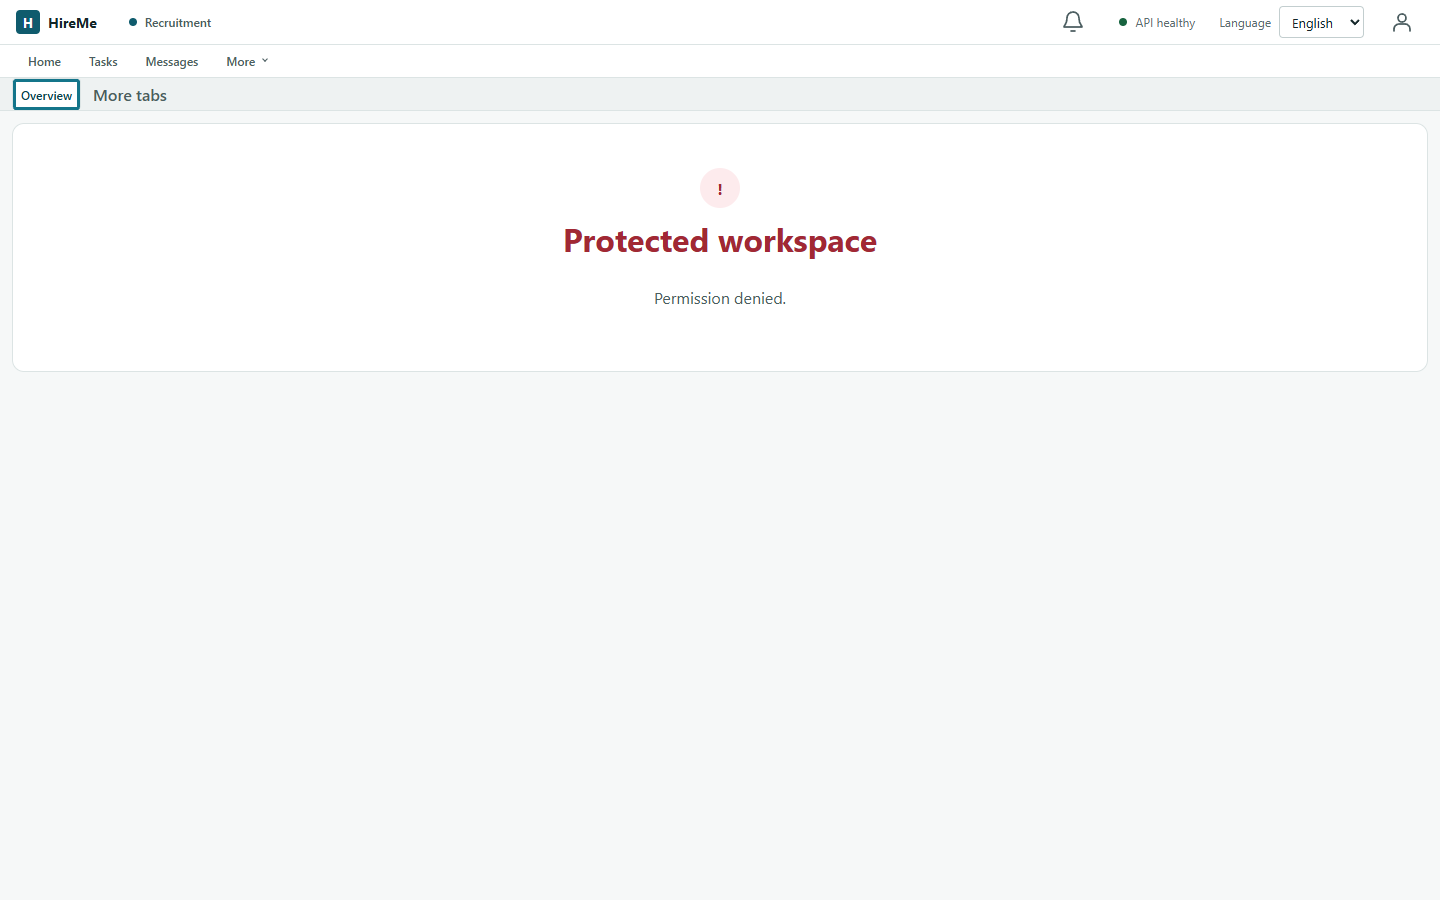 H HireMe Recruitment API healthy Language English
Home Tasks Messages More
Overview More tabs
!
Protected workspace
Permission denied.